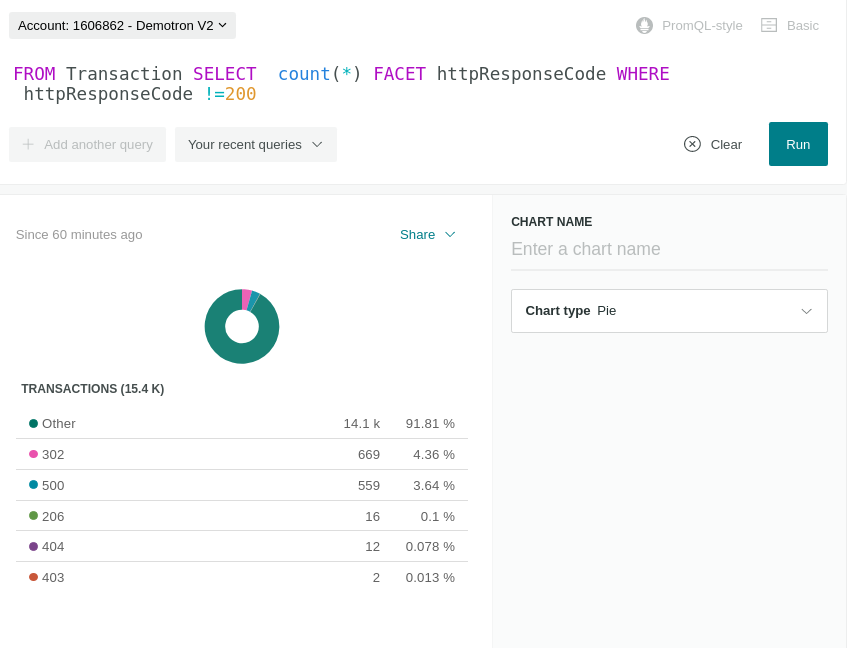 Account: 1606862 - Demotron V2
PromQL-style
Basic
FROM Transaction SELECT  count(*) FACET httpResponseCode WHERE
httpResponseCode !=200
Add another query
Your recent queries
Clear
Run
Since 60 minutes ago
Share
CHART NAME
Enter a chart name
Chart type Pie
TRANSACTIONS (15.4 K)
Other 14.1 k 91.81 %
302 669 4.36 %
500 559 3.64 %
206 16 0.1 %
404 12 0.078 %
403 2 0.013 %